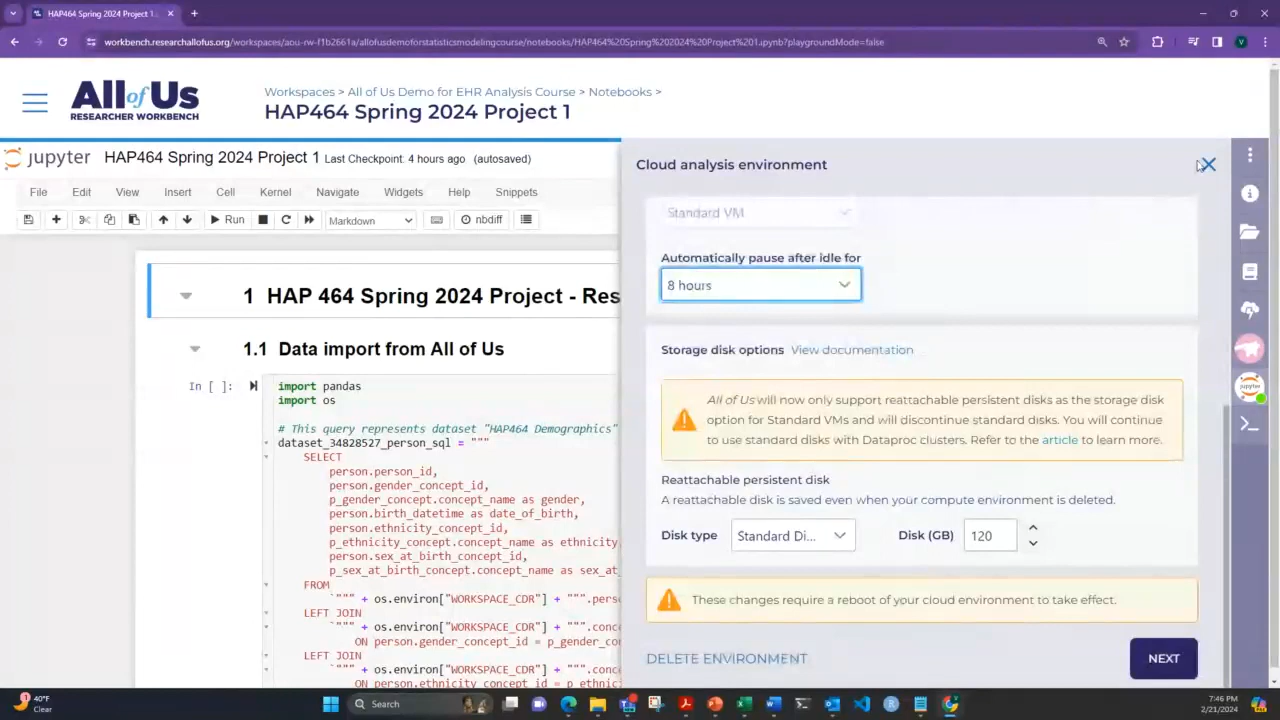 HAP464 Spring 2024 Project 1
workbench.researchallofus.org/workspaces/aou-rw-f1b2661a/allofusdemoforstatisticsmodelingcourse/notebooks/HAP464%20Spring%202024%20Project%201.ipynb?playgroundMode=false
V
All of Us
RESEARCHER WORKBENCH
Workspaces > All of Us Demo for EHR Analysis Course > Notebooks >
HAP464 Spring 2024 Project 1
jupyter HAP464 Spring 2024 Project 1 Last Checkpoint: 4 hours ago (autosaved)
File Edit View Insert Cell Kernel Navigate Widgets Help Snippets
Run Markdown nbdiff
1 HAP 464 Spring 2024 Project - Res
1.1 Data import from All of Us
In [ ]:
import pandas
import os
# This query represents dataset "HAP464 Demographics"
dataset_34828527_person_sql = """
SELECT
person.person_id,
person.gender_concept_id,
p_gender_concept.concept_name as gender,
person.birth_datetime as date_of_birth,
person.ethnicity_concept_id,
p_ethnicity_concept.concept_name as ethnicity,
person.sex_at_birth_concept_id,
p_sex_at_birth_concept.concept_name as sex_a
FROM
`""" + os.environ["WORKSPACE_CDR"] + """.pers
LEFT JOIN
`""" + os.environ["WORKSPACE_CDR"] + """.conc
ON person.gender_concept_id = p_gender_co
LEFT JOIN
`""" + os.environ["WORKSPACE_CDR"] + """.conc
ON person.ethnicity_concept_id = p_ethnic
Cloud analysis environment
Standard VM
Automatically pause after idle for
8 hours
Storage disk options View documentation
All of Us will now only support reattachable persistent disks as the storage disk
option for Standard VMs and will discontinue standard disks. You will continue
to use standard disks with Dataproc clusters. Refer to the article to learn more.
Reattachable persistent disk
A reattachable disk is saved even when your compute environment is deleted.
Disk type Standard Di... Disk (GB) 120
These changes require a reboot of your cloud environment to take effect.
DELETE ENVIRONMENT NEXT
jupyter
1
40°F
Clear
Search
7:46 PM
2/21/2024